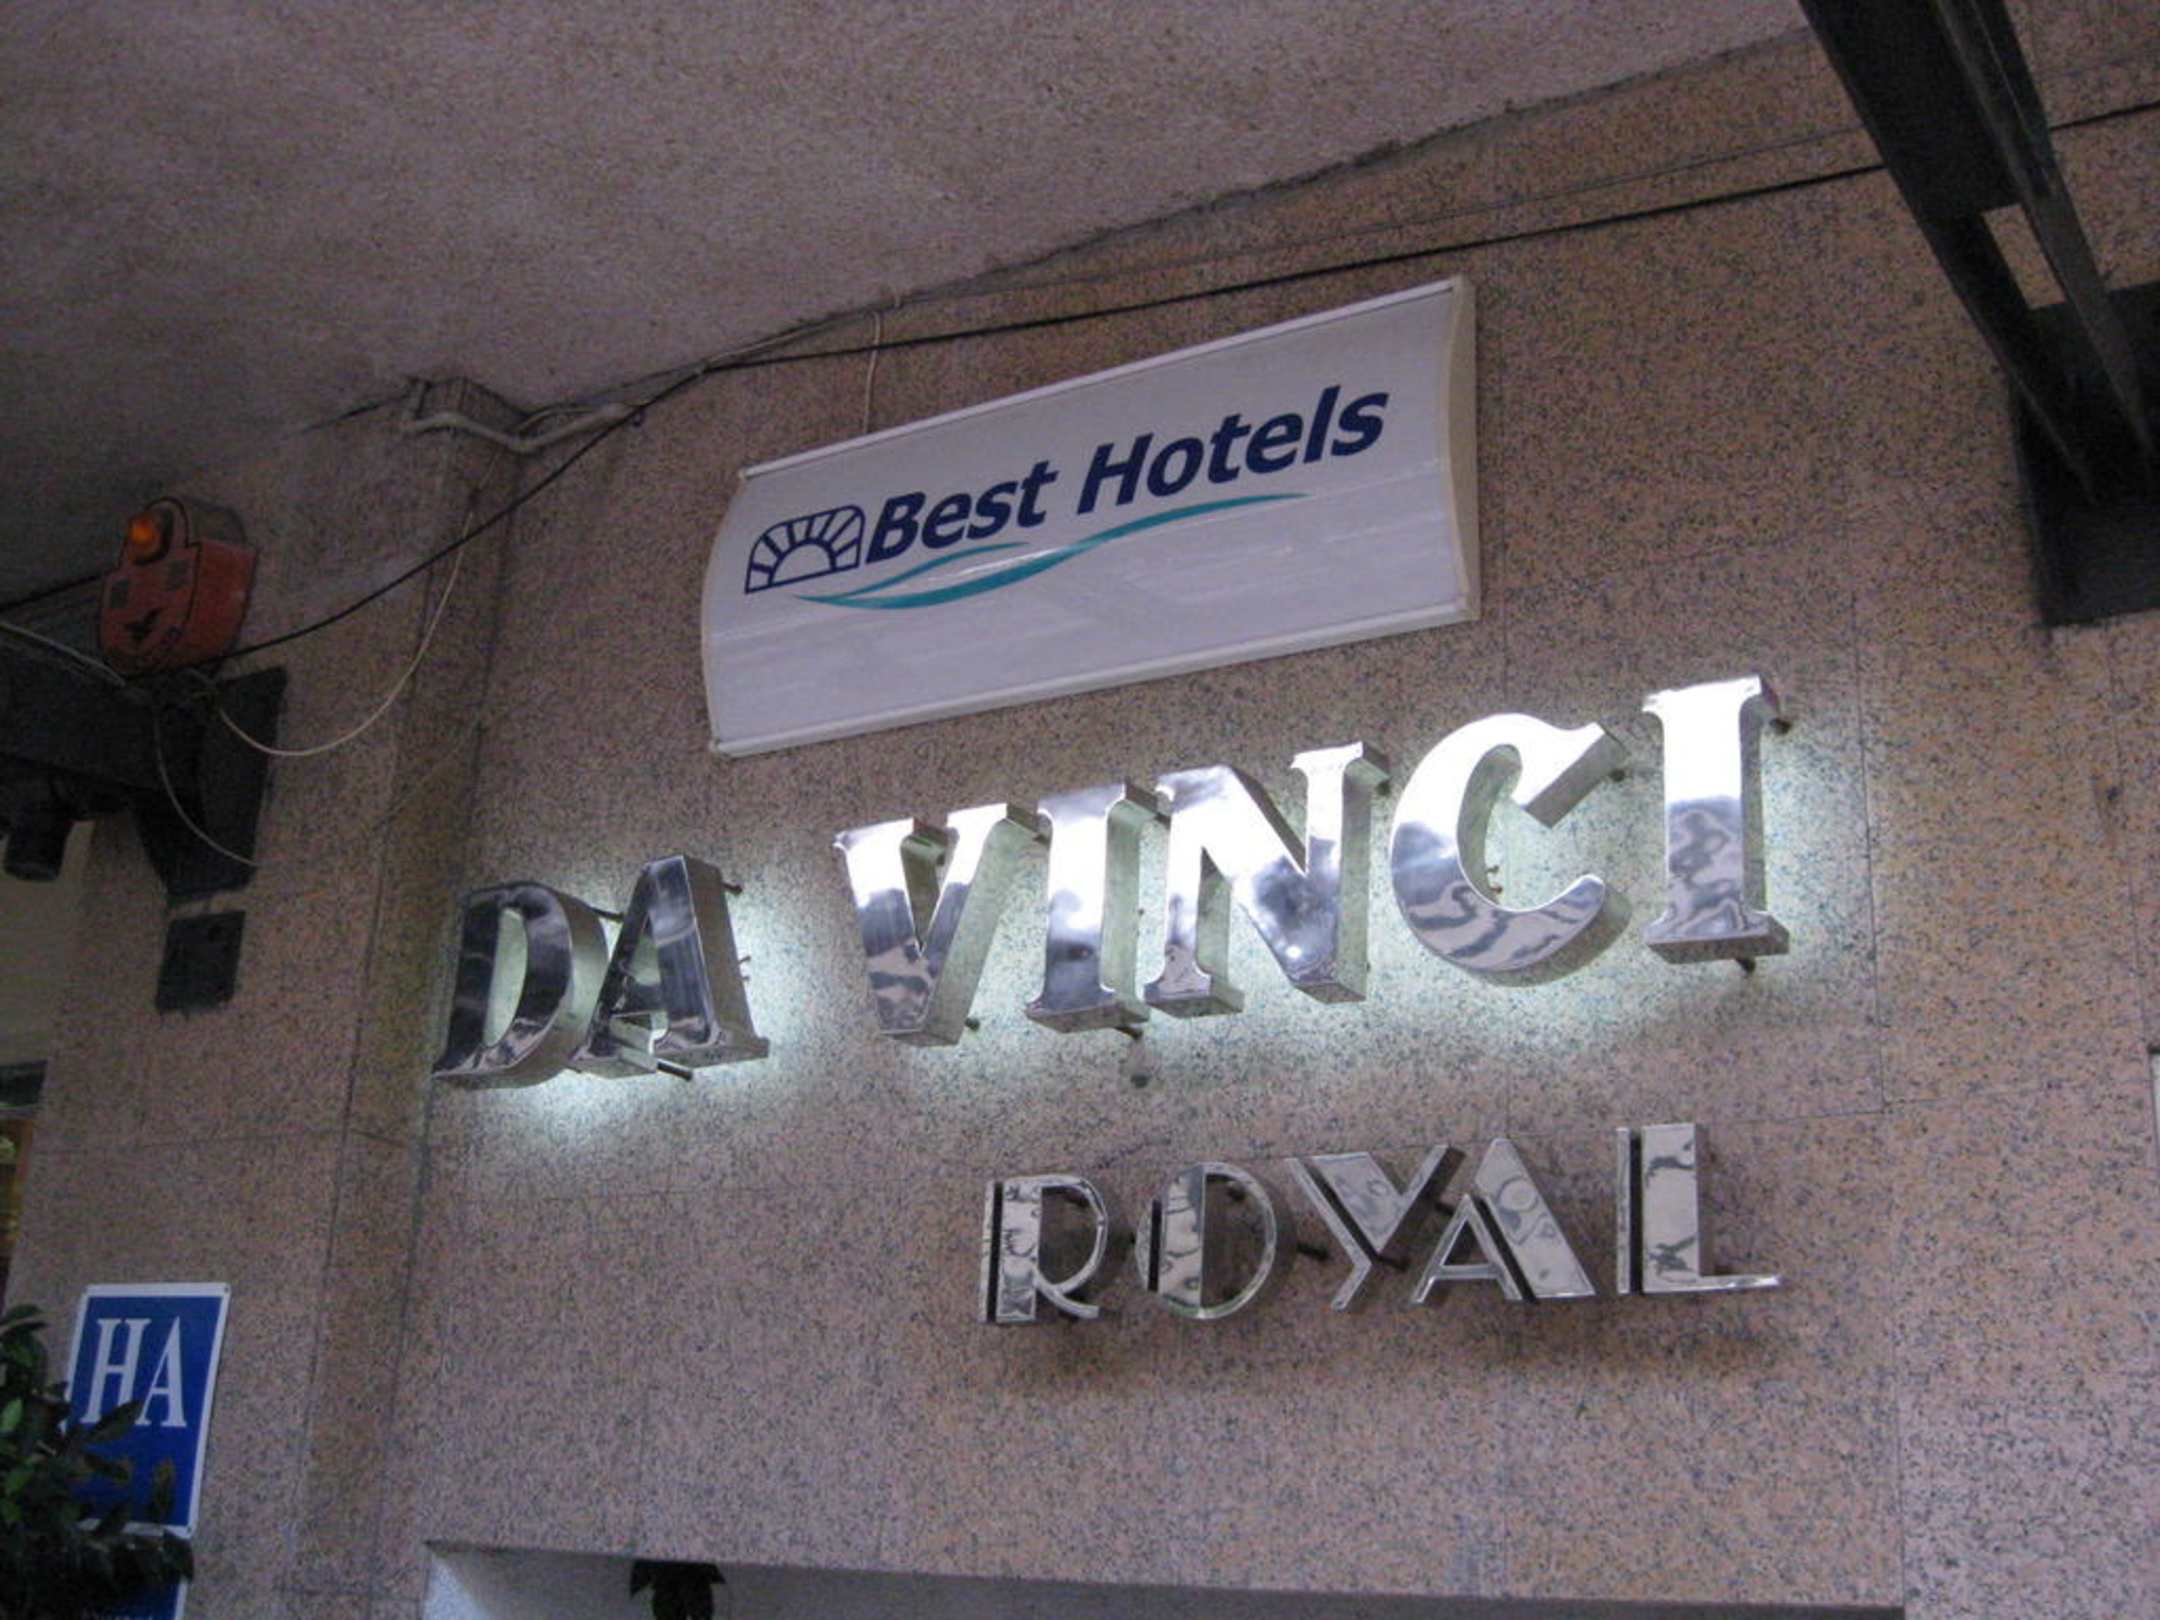 Best Hotels
DA VINCI
ROYAL
HA